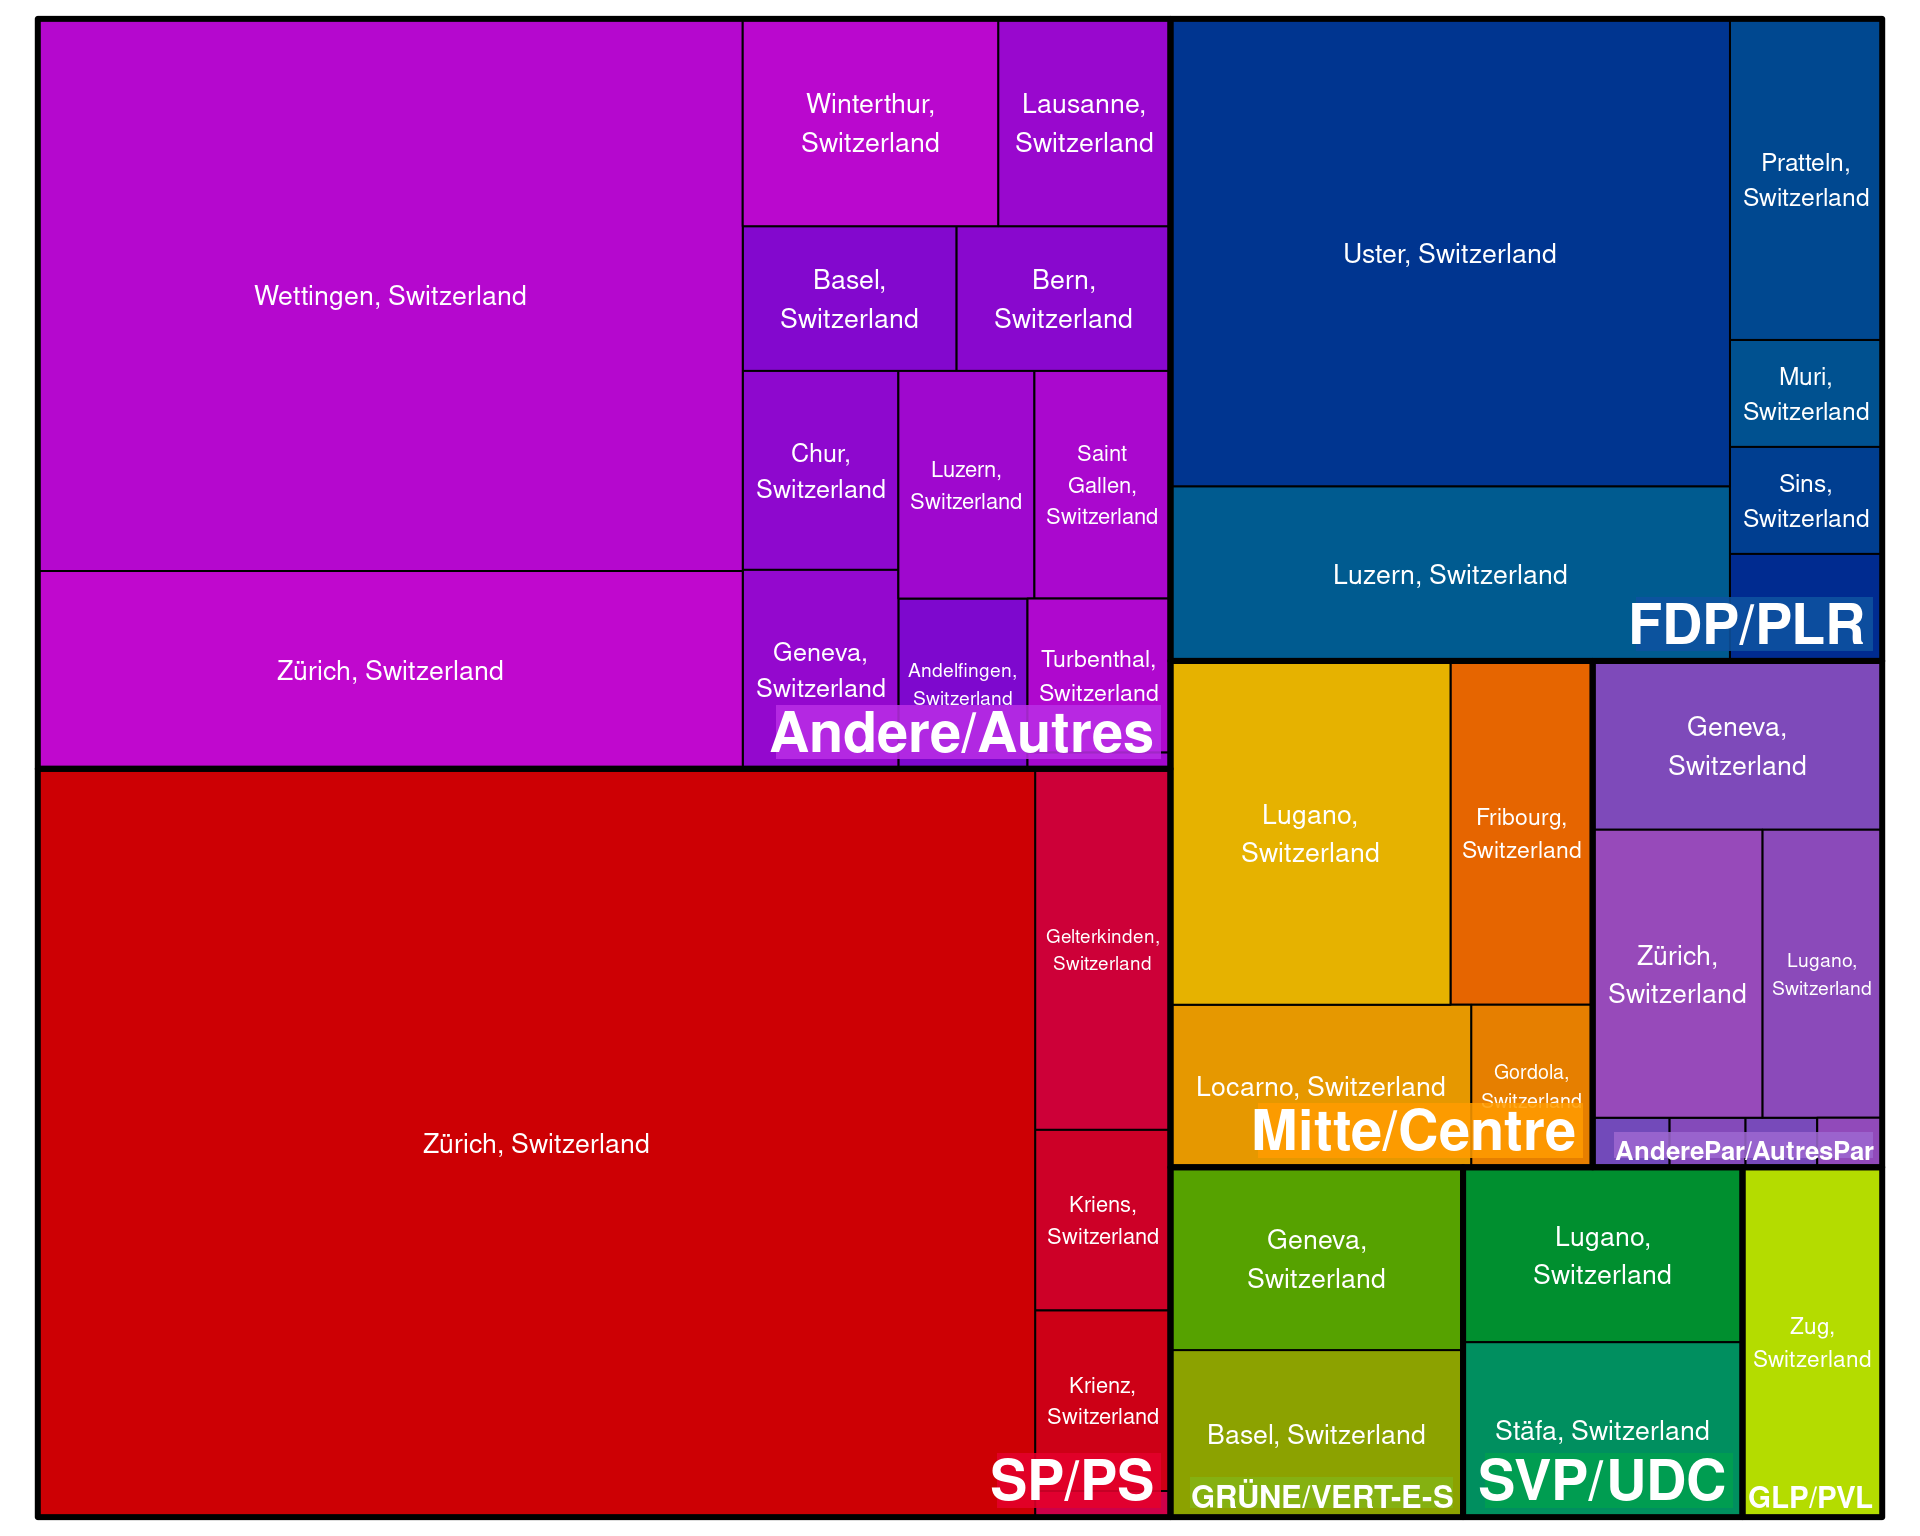 Wettingen, Switzerland
Zürich, Switzerland
Winterthur,
Switzerland
Lausanne,
Switzerland
Basel,
Switzerland
Bern,
Switzerland
Chur,
Switzerland
Luzern,
Switzerland
Saint
Gallen,
Switzerland
Geneva,
Switzerland
Andelfingen,
Switzerland
Turbenthal,
Switzerland
Andere/Autres
Zürich, Switzerland
Gelterkinden,
Switzerland
Kriens,
Switzerland
Krienz,
Switzerland
SP/PS
Uster, Switzerland
Luzern, Switzerland
Pratteln,
Switzerland
Muri,
Switzerland
Sins,
Switzerland
FDP/PLR
Lugano,
Switzerland
Fribourg,
Switzerland
Locarno, Switzerland
Gordola,
Switzerland
Mitte/Centre
Geneva,
Switzerland
Zürich,
Switzerland
Lugano,
Switzerland
AnderePar/AutresPar
Geneva,
Switzerland
Basel, Switzerland
GRÜNE/VERT-E-S
Lugano,
Switzerland
Stäfa, Switzerland
SVP/UDC
Zug,
Switzerland
GLP/PVL